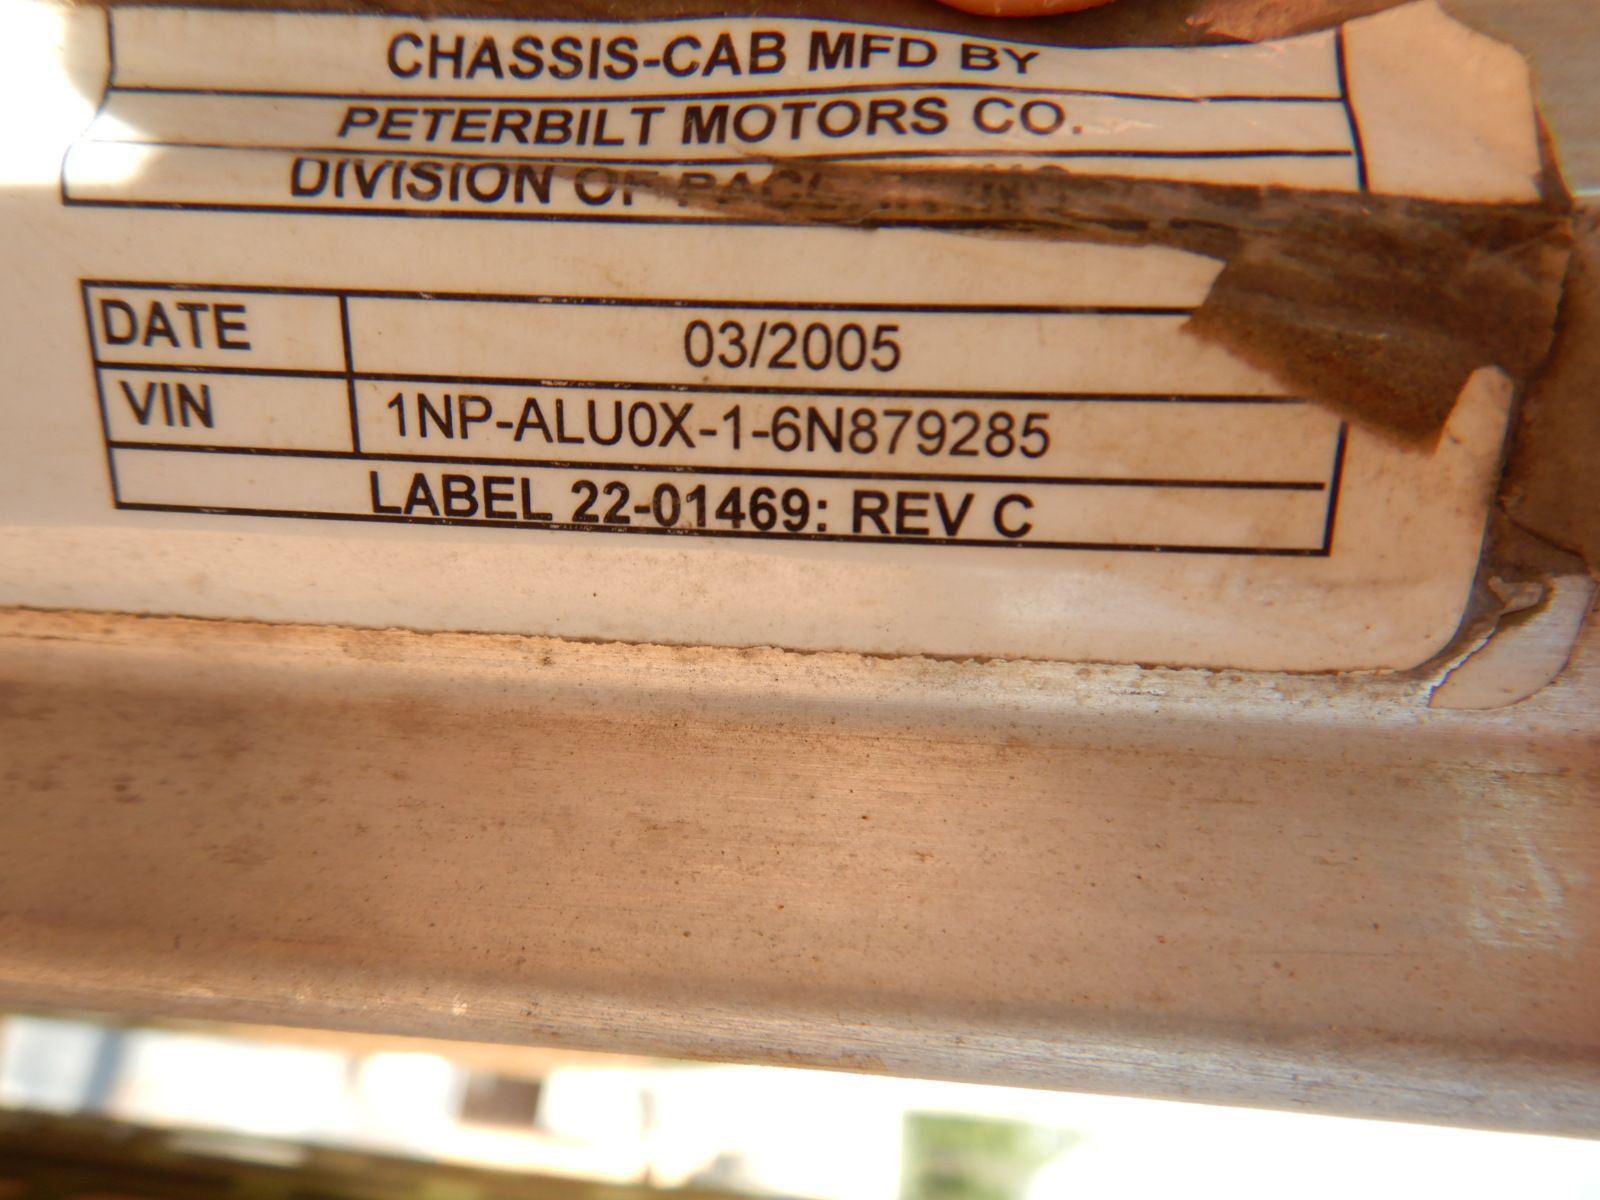 CHASSIS-CAB MFD BY
PETERBILT MOTORS CO.
DIVISION OF
DATE 03/2005
VIN 1NP-ALU0X-1-6N879285
LABEL 22-01469: REV C